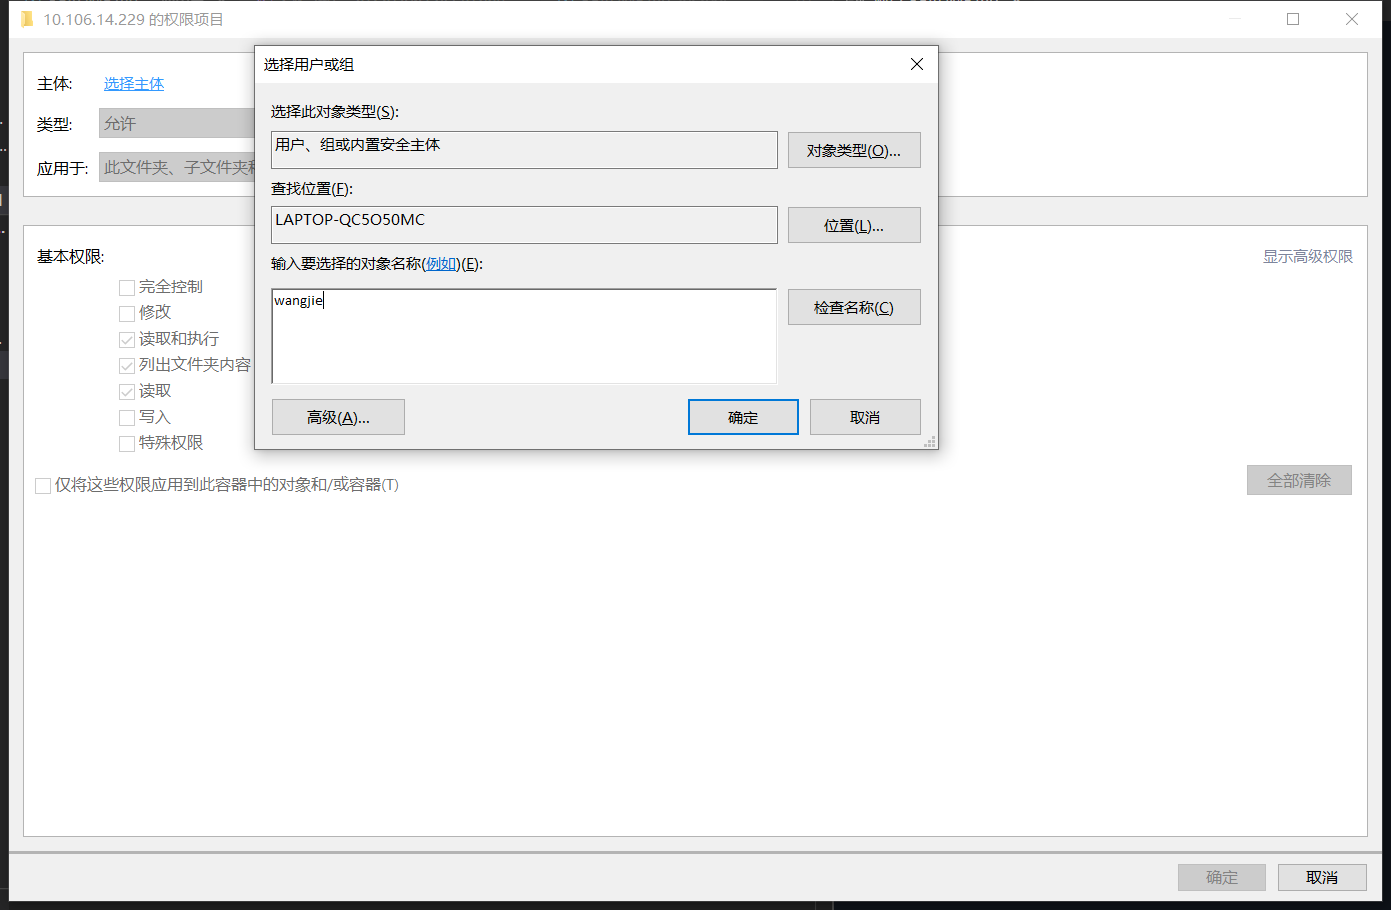 10.106.14.229 的权限项目
主体:
选择主体
类型:
允许
应用于:
此文件夹、子文件夹
选择用户或组
选择此对象类型(S):
用户、组或内置安全主体
对象类型(O)...
查找位置(F):
LAPTOP-QC5O50MC
位置(L)...
输入要选择的对象名称(例如)(E):
wangjie
检查名称(C)
高级(A)...
确定
取消
基本权限:
显示高级权限
完全控制
修改
读取和执行
列出文件夹内容
读取
写入
特殊权限
仅将这些权限应用到此容器中的对象和/或容器(T)
全部清除
确定
取消